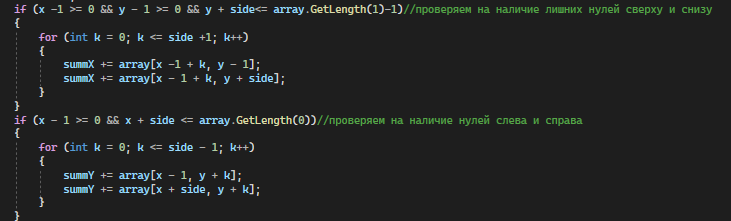 if (x -1 >= 0 && y - 1 >= 0 && y + side<= array.GetLength(1)-1)//проверяем на наличие лишних нулей сверху и снизу
{
for (int k = 0; k <= side +1; k++)
{
summX += array[x -1 + k, y - 1];
summX += array[x - 1 + k, y + side];
}
}
if (x - 1 >= 0 && x + side <= array.GetLength(0))//проверяем на наличие нулей слева и справа
{
for (int k = 0; k <= side - 1; k++)
{
summY += array[x - 1, y + k];
summY += array[x + side, y + k];
}
}